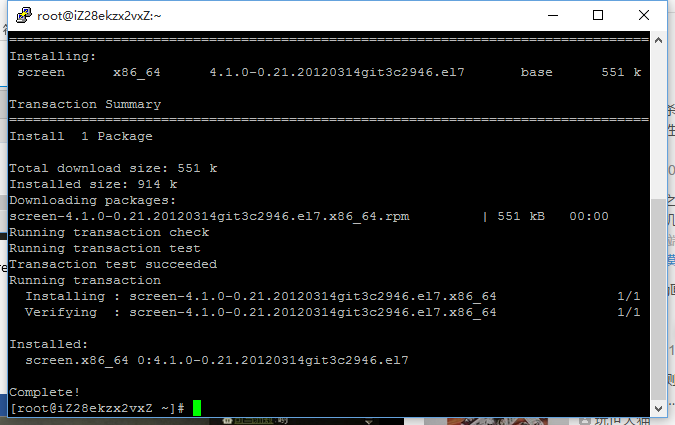 root@iZ28ekzx2vxZ:~
================================================================================
Installing:
 screen      x86_64      4.1.0-0.21.20120314git3c2946.el7       base      551 k

Transaction Summary
================================================================================
Install  1 Package

Total download size: 551 k
Installed size: 914 k
Downloading packages:
screen-4.1.0-0.21.20120314git3c2946.el7.x86_64.rpm         | 551 kB   00:00
Running transaction check
Running transaction test
Transaction test succeeded
Running transaction
  Installing : screen-4.1.0-0.21.20120314git3c2946.el7.x86_64               1/1
  Verifying  : screen-4.1.0-0.21.20120314git3c2946.el7.x86_64               1/1

Installed:
  screen.x86_64 0:4.1.0-0.21.20120314git3c2946.el7

Complete!
[root@iZ28ekzx2vxZ ~]#